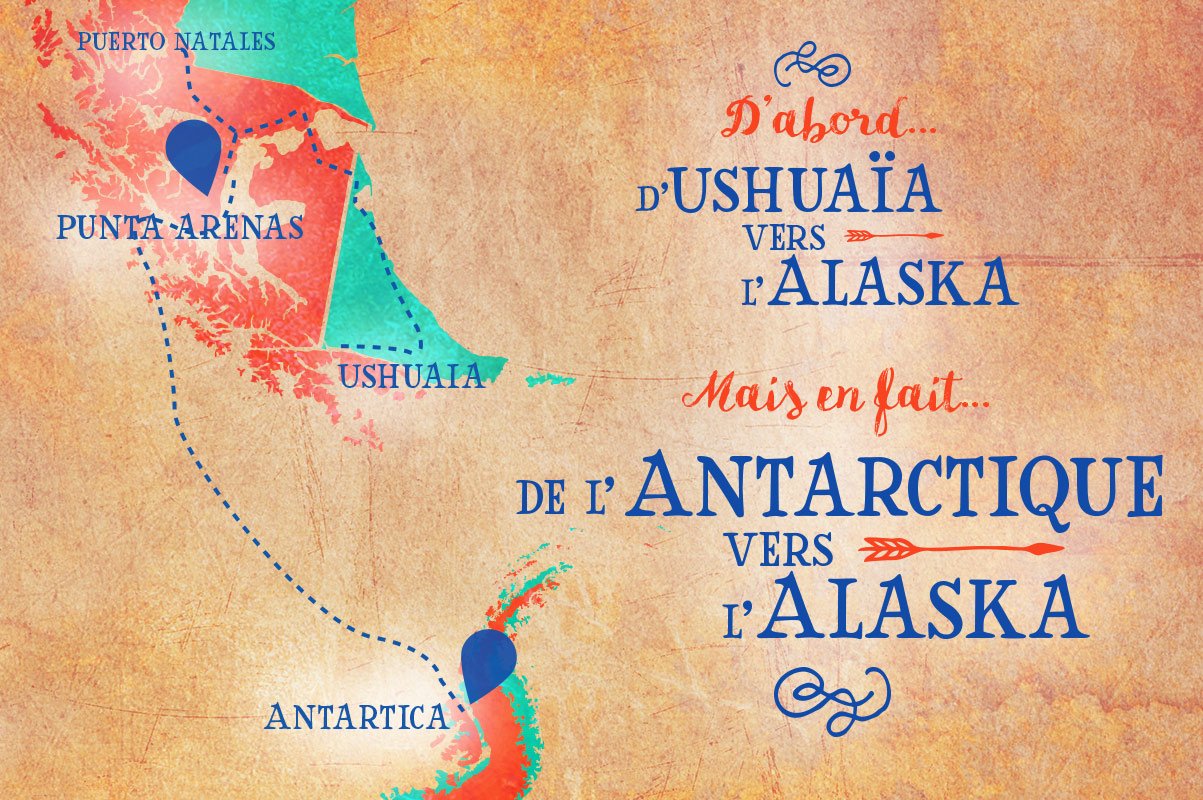 PUERTO NATALES
PUNTA ARENAS
USHUAIA
ANTARTICA
D'abord...
D'USHUAÏA
VERS
L'ALASKA
Mais en fait...
DE L'ANTARCTIQUE
VERS
L'ALASKA